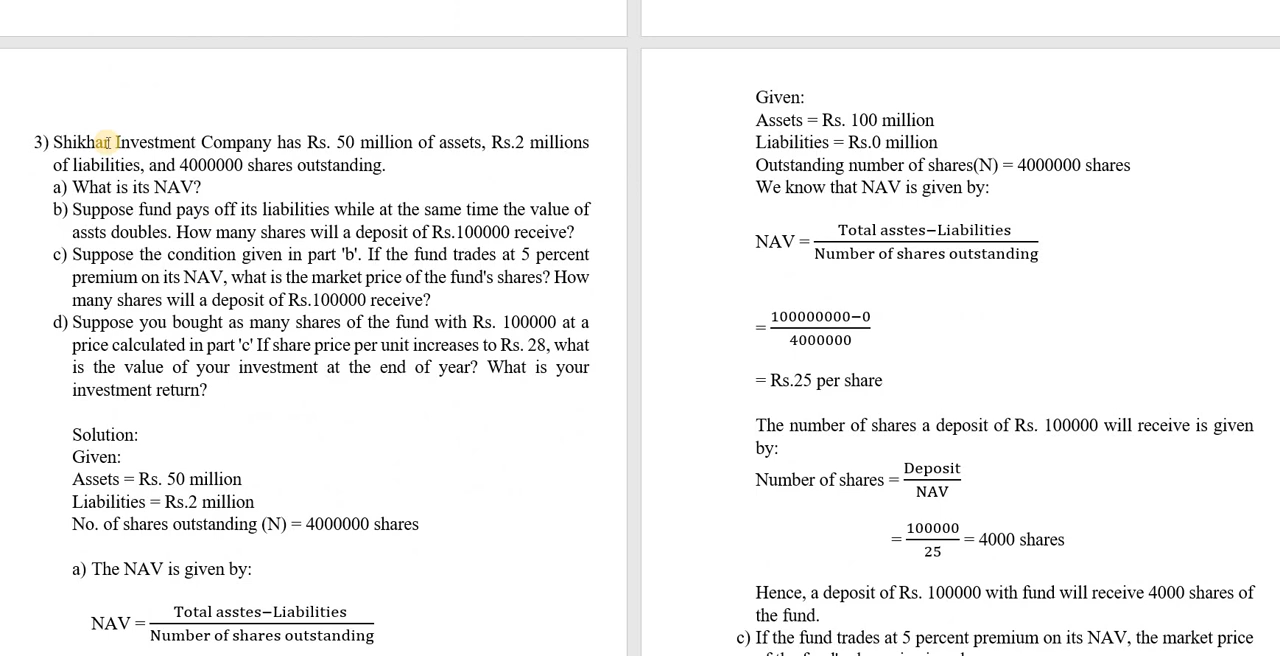 3) Shikhar Investment Company has Rs. 50 million of assets, Rs.2 millions
of liabilities, and 4000000 shares outstanding.
a) What is its NAV?
b) Suppose fund pays off its liabilities while at the same time the value of
assts doubles. How many shares will a deposit of Rs.100000 receive?
c) Suppose the condition given in part 'b'. If the fund trades at 5 percent
premium on its NAV, what is the market price of the fund's shares? How
many shares will a deposit of Rs.100000 receive?
d) Suppose you bought as many shares of the fund with Rs. 100000 at a
price calculated in part 'c' If share price per unit increases to Rs. 28, what
is the value of your investment at the end of year? What is your
investment return?
Solution:
Given:
Assets = Rs. 50 million
Liabilities = Rs.2 million
No. of shares outstanding (N) = 4000000 shares
a) The NAV is given by:
NAV =
Total asstes−Liabilities
Number of shares outstanding
Given:
Assets = Rs. 100 million
Liabilities = Rs.0 million
Outstanding number of shares(N) = 4000000 shares
We know that NAV is given by:
NAV =
Total asstes−Liabilities
Number of shares outstanding
=
100000000−0
4000000
= Rs.25 per share
The number of shares a deposit of Rs. 100000 will receive is given
by:
Number of shares =
Deposit
NAV
=
100000
25
= 4000 shares
Hence, a deposit of Rs. 100000 with fund will receive 4000 shares of
the fund.
c) If the fund trades at 5 percent premium on its NAV, the market price